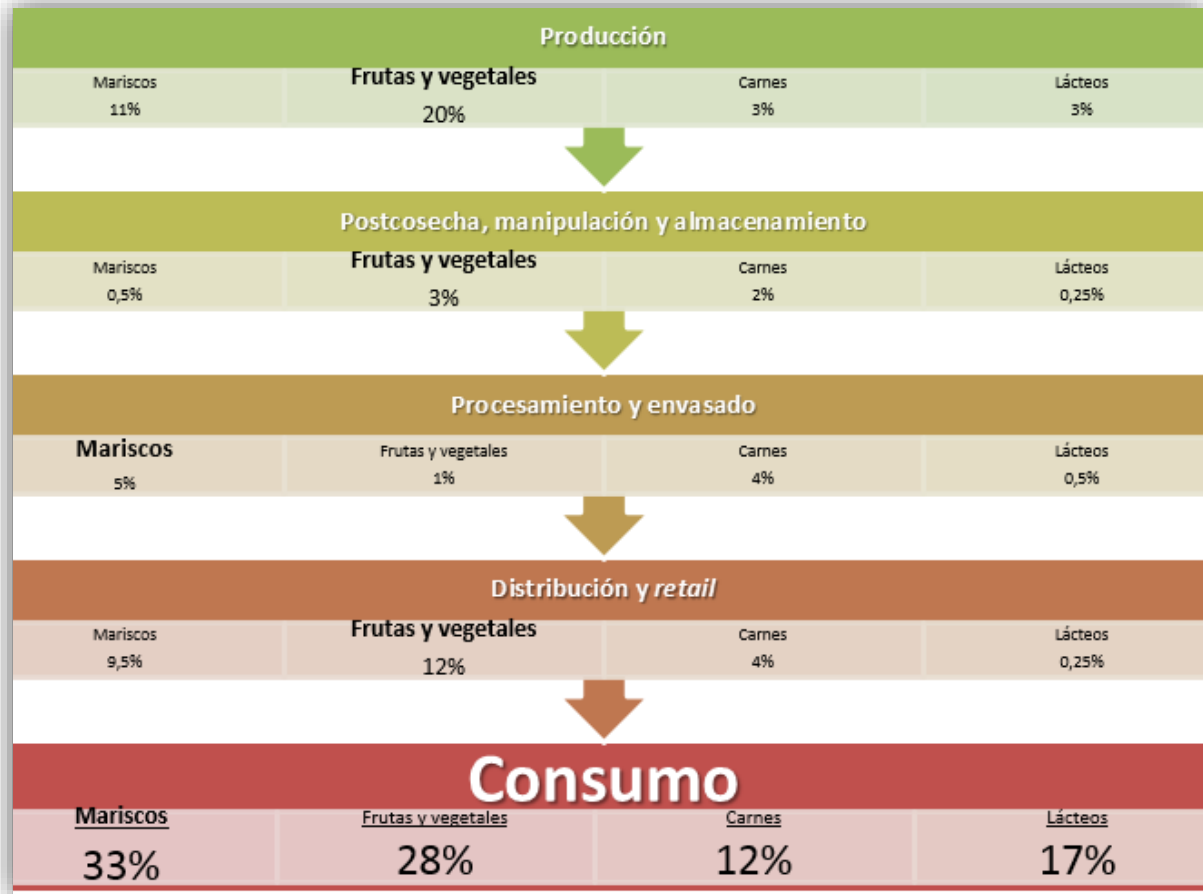 Producción
Mariscos Frutas y vegetales Carnes Lácteos
11% 20% 3% 3%
Postcosecha, manipulación y almacenamiento
Mariscos Frutas y vegetales Carnes Lácteos
0,5% 3% 2% 0,25%
Procesamiento y envasado
Mariscos Frutas y vegetales Carnes Lácteos
5% 1% 4% 0,5%
Distribución y retail
Mariscos Frutas y vegetales Carnes Lácteos
9,5% 12% 4% 0,25%
Consumo
Mariscos Frutas y vegetales Carnes Lácteos
33% 28% 12% 17%